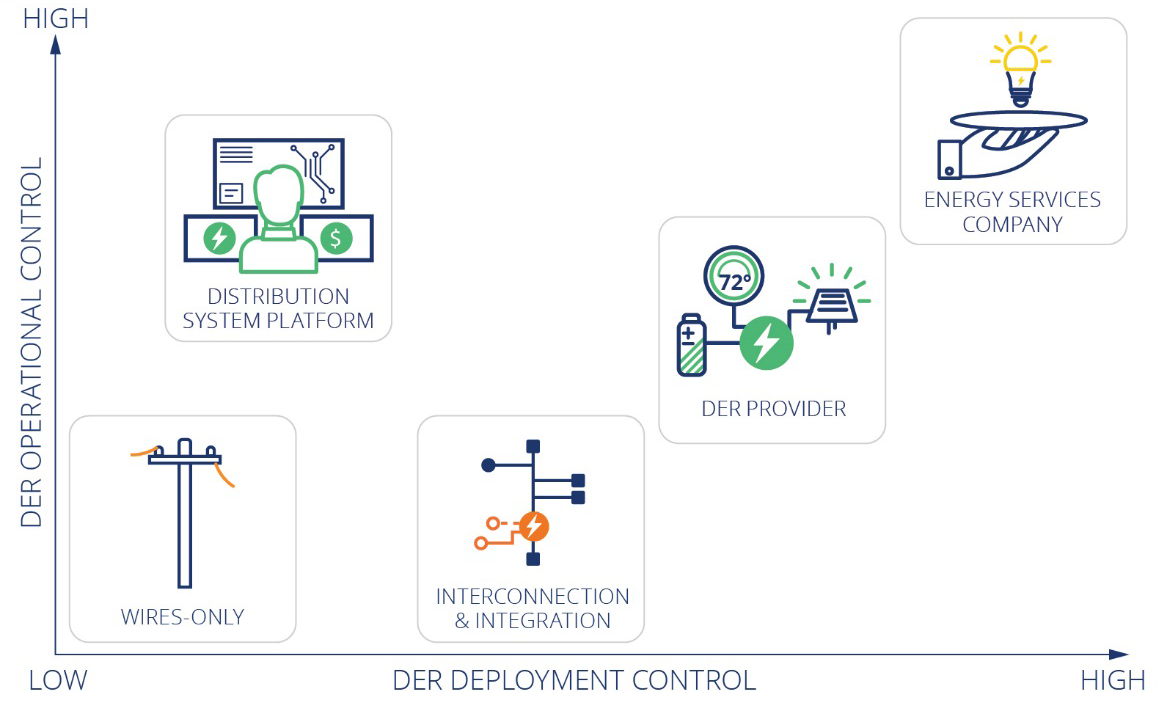 HIGH
DER OPERATIONAL CONTROL
DISTRIBUTION
SYSTEM PLATFORM
$
ENERGY SERVICES
COMPANY
72°
DER PROVIDER
WIRES-ONLY
INTERCONNECTION
& INTEGRATION
LOW
DER DEPLOYMENT CONTROL
HIGH